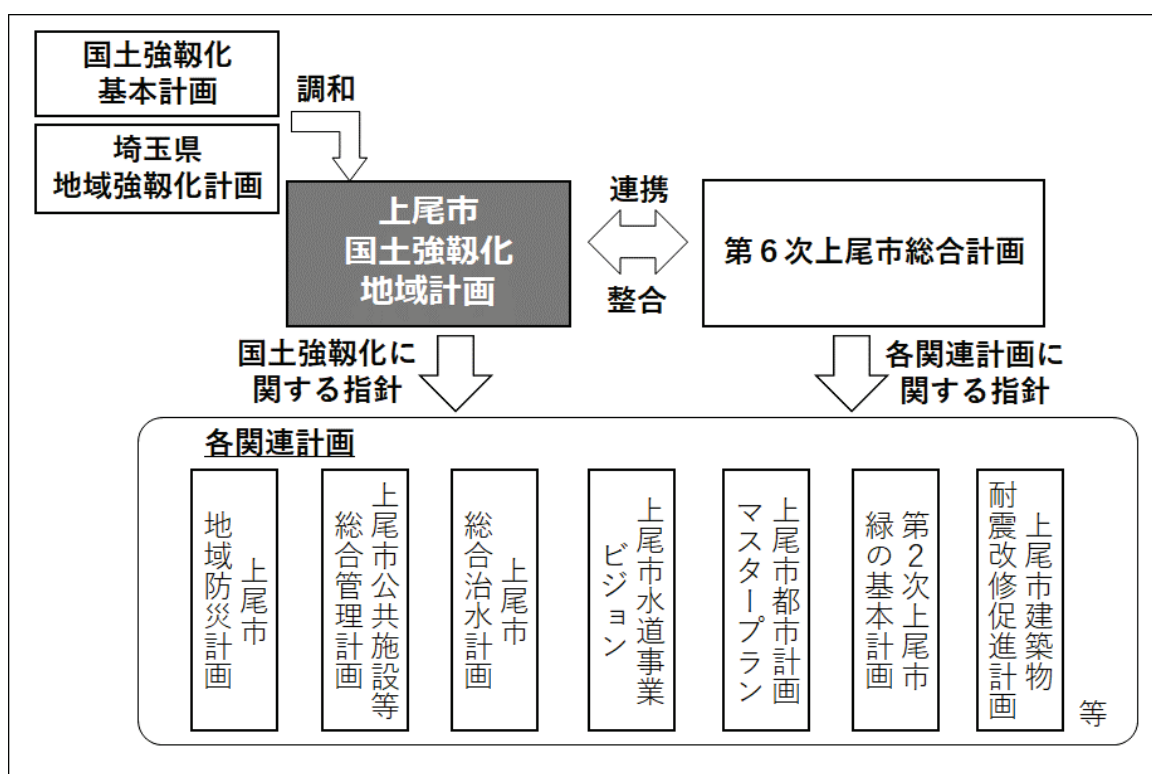 国土強靱化
基本計画
調和
埼玉県
地域強靱化計画
上尾市
国土強靱化
地域計画
連携
整合
第６次上尾市総合計画
国土強靱化に
関する指針
各関連計画に
関する指針
各関連計画
上尾市
地域防災計画
上尾市公共施設等
総合管理計画
上尾市
総合治水計画
上尾市水道事業
ビジョン
上尾市都市計画
マスタープラン
第２次上尾市
緑の基本計画
上尾市建築物
耐震改修促進計画
等